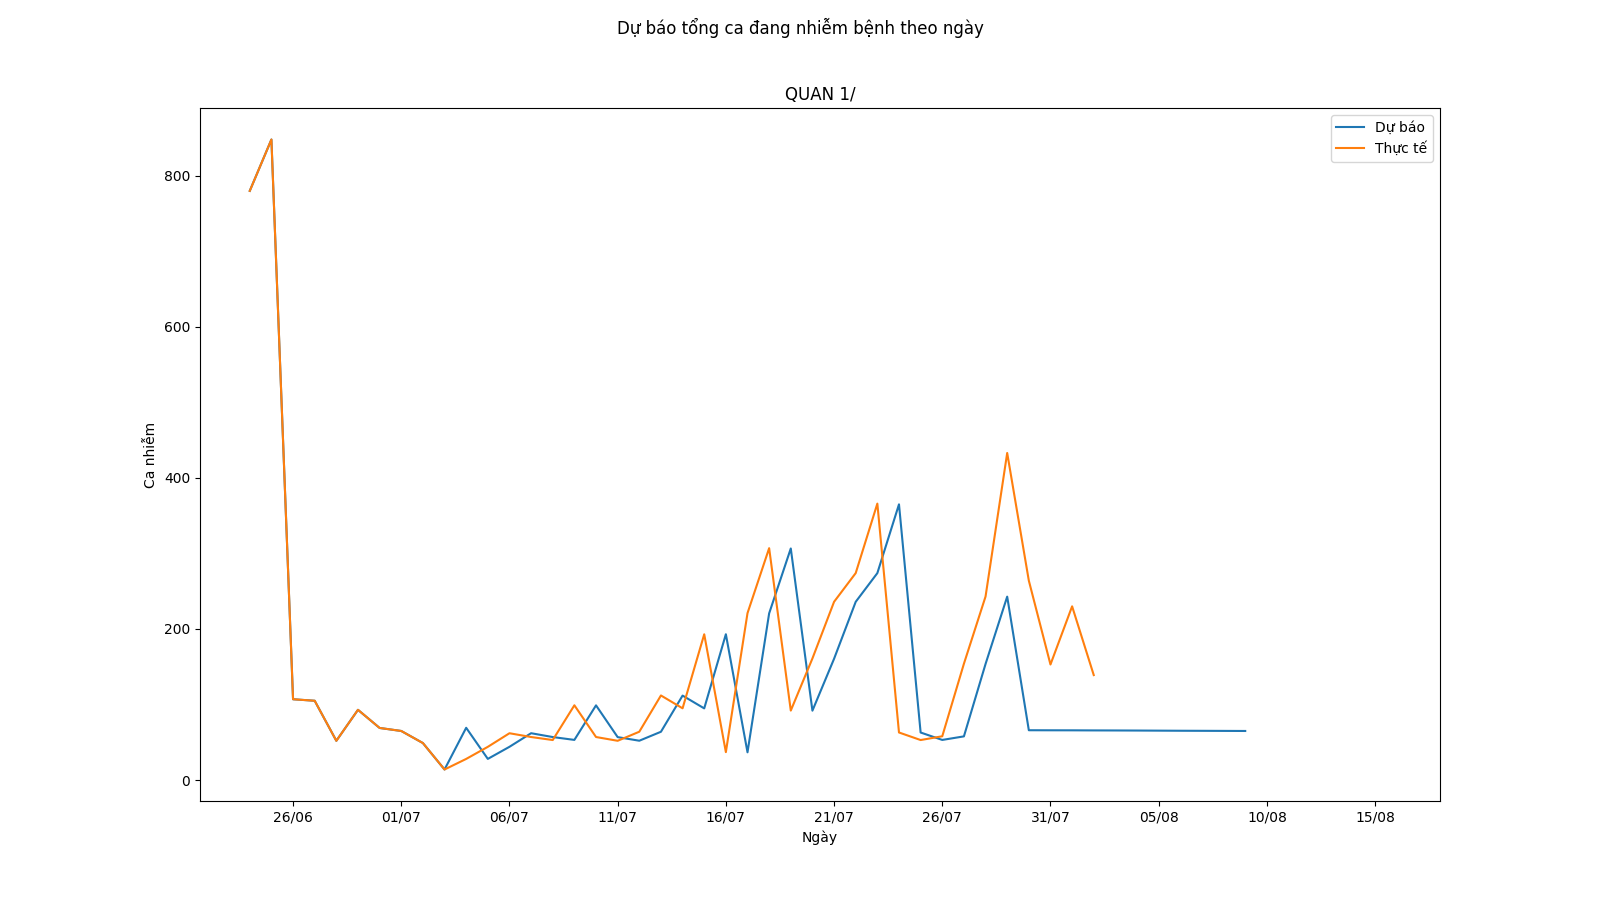 Dự báo tổng ca đang nhiễm bệnh theo ngày
QUAN 1/
Dự báo
Thực tế
800
600
400
200
0
Ca nhiễm
26/06 01/07 06/07 11/07 16/07 21/07 26/07 31/07 05/08 10/08 15/08
Ngày